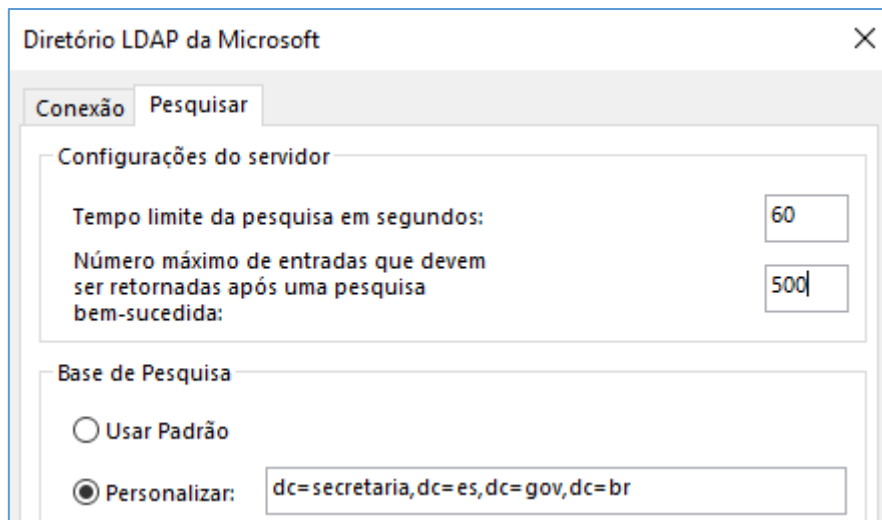 Diretório LDAP da Microsoft
Conexão Pesquisar
Configurações do servidor
Tempo limite da pesquisa em segundos: 60
Número máximo de entradas que devem
ser retornadas após uma pesquisa 500
bem-sucedida:
Base de Pesquisa
Usar Padrão
Personalizar: dc=secretaria,dc=es,dc=gov,dc=br